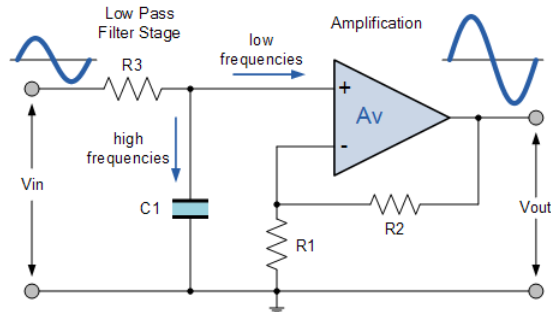 Low Pass
Filter Stage
Amplification
low
frequencies
R3
+
Av
high
frequencies
-
Vin
C1
R1
R2
Vout